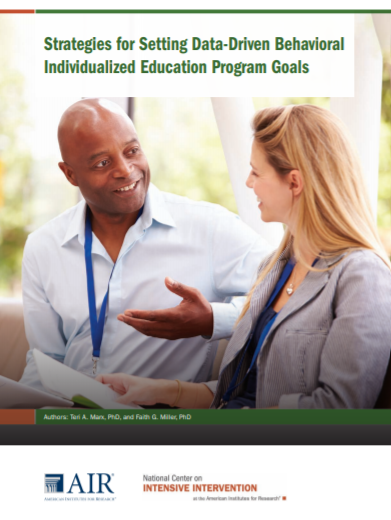 Strategies for Setting Data-Driven Behavioral
Individualized Education Program Goals
Authors: Teri A. Marx, PhD, and Faith G. Miller, PhD
AIR®
AMERICAN INSTITUTES FOR RESEARCH®
National Center on
INTENSIVE INTERVENTION
at the American Institutes for Research®